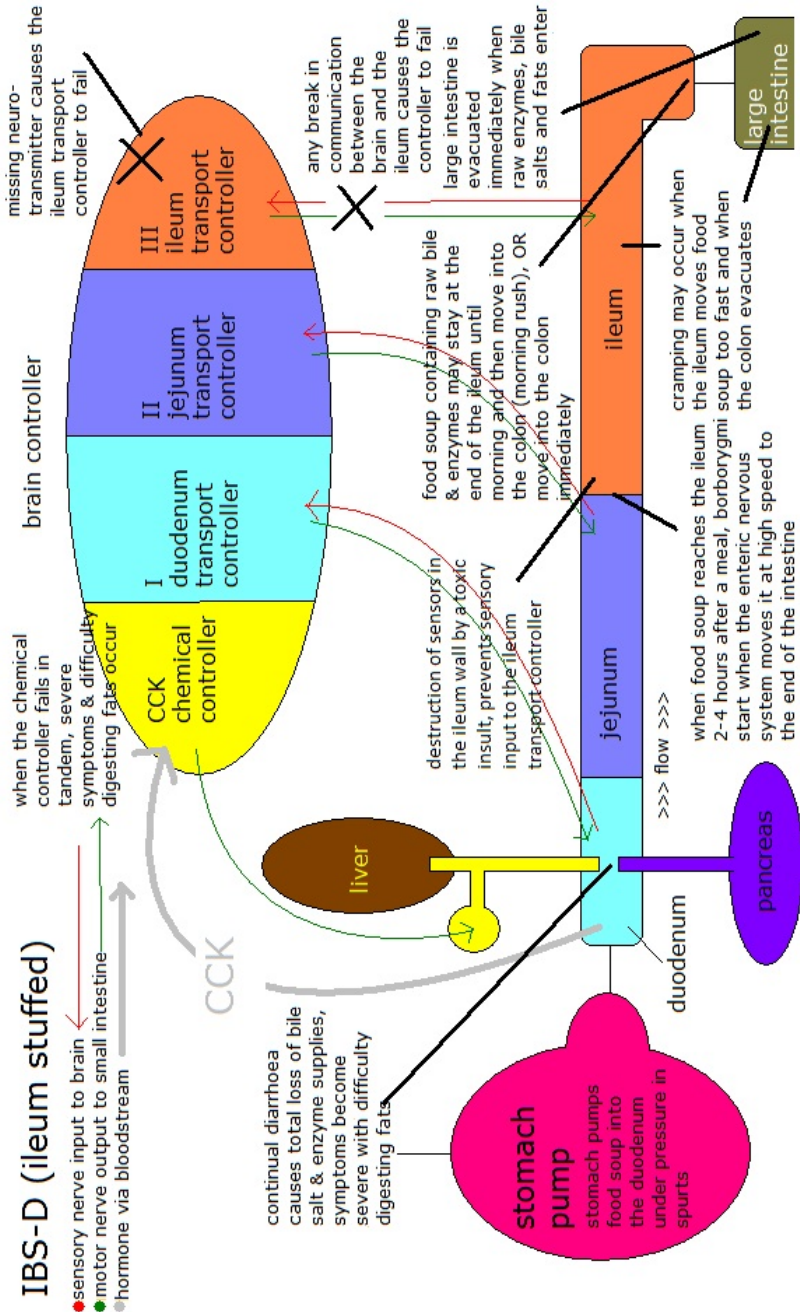 IBS-D (ileum stuffed)
sensory nerve input to brain
motor nerve output to small intestine
hormone via bloodstream
when the chemical
controller fails in
tandem, severe
symptoms & difficulty
digesting fats occur
brain controller
missing neuro-
transmitter causes the
ileum transport
controller to fail
CCK
chemical
controller
I
duodenum
transport
controller
II
jejunum
transport
controller
III
ileum
transport
controller
CCK
any break in
communication
between the
brain and the
ileum causes the
controller to fail
large intestine is
evacuated
immediately when
raw enzymes, bile
salts and fats enter
food soup containing raw bile
& enzymes may stay at the
end of the ileum until
morning and then move into
the colon (morning rush), OR
move into the colon
immediately
destruction of sensors in
the ileum wall by a toxic
insult, prevents sensory
input to the ileum
transport controller
continual diarrhoea
causes total loss of bile
salt & enzyme supplies,
symptoms become
severe with difficulty
digesting fats
liver
stomach
pump
stomach pumps
food soup into
the duodenum
under pressure in
spurts
duodenum
jejunum
ileum
>>> flow >>>
pancreas
when food soup reaches the ileum
2-4 hours after a meal, borborygmi
start when the enteric nervous
system moves it at high speed to
the end of the intestine
cramping may occur when
the ileum moves food
soup too fast and when
the colon evacuates
large
intestine